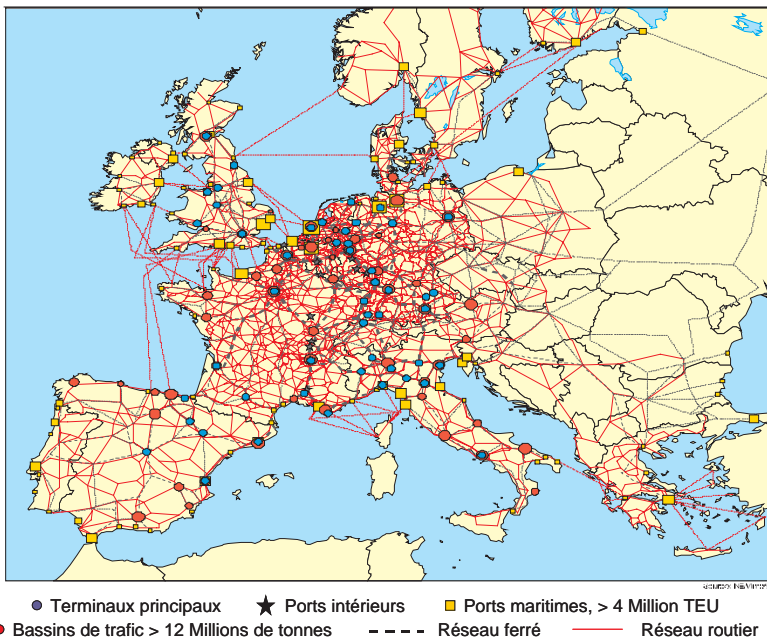 Terminaux principaux Ports intérieurs Ports maritimes, > 4 Million TEU
Bassins de trafic > 12 Millions de tonnes Réseau ferré Réseau routier